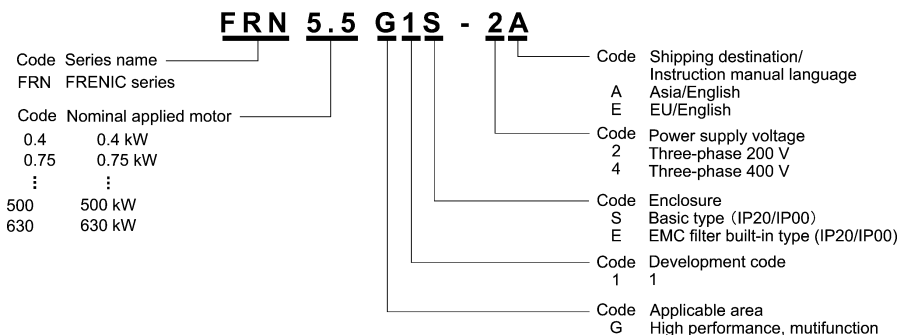 FRN 5.5 G1S - 2A
Code Series name
FRN FRENIC series
Code Nominal applied motor
0.4 0.4 kW
0.75 0.75 kW
⋮ ⋮
500 500 kW
630 630 kW
Code Shipping destination/
Instruction manual language
A Asia/English
E EU/English
Code Power supply voltage
2 Three-phase 200 V
4 Three-phase 400 V
Code Enclosure
S Basic type (IP20/IP00)
E EMC filter built-in type (IP20/IP00)
Code Development code
1 1
Code Applicable area
G High performance, mutifunction